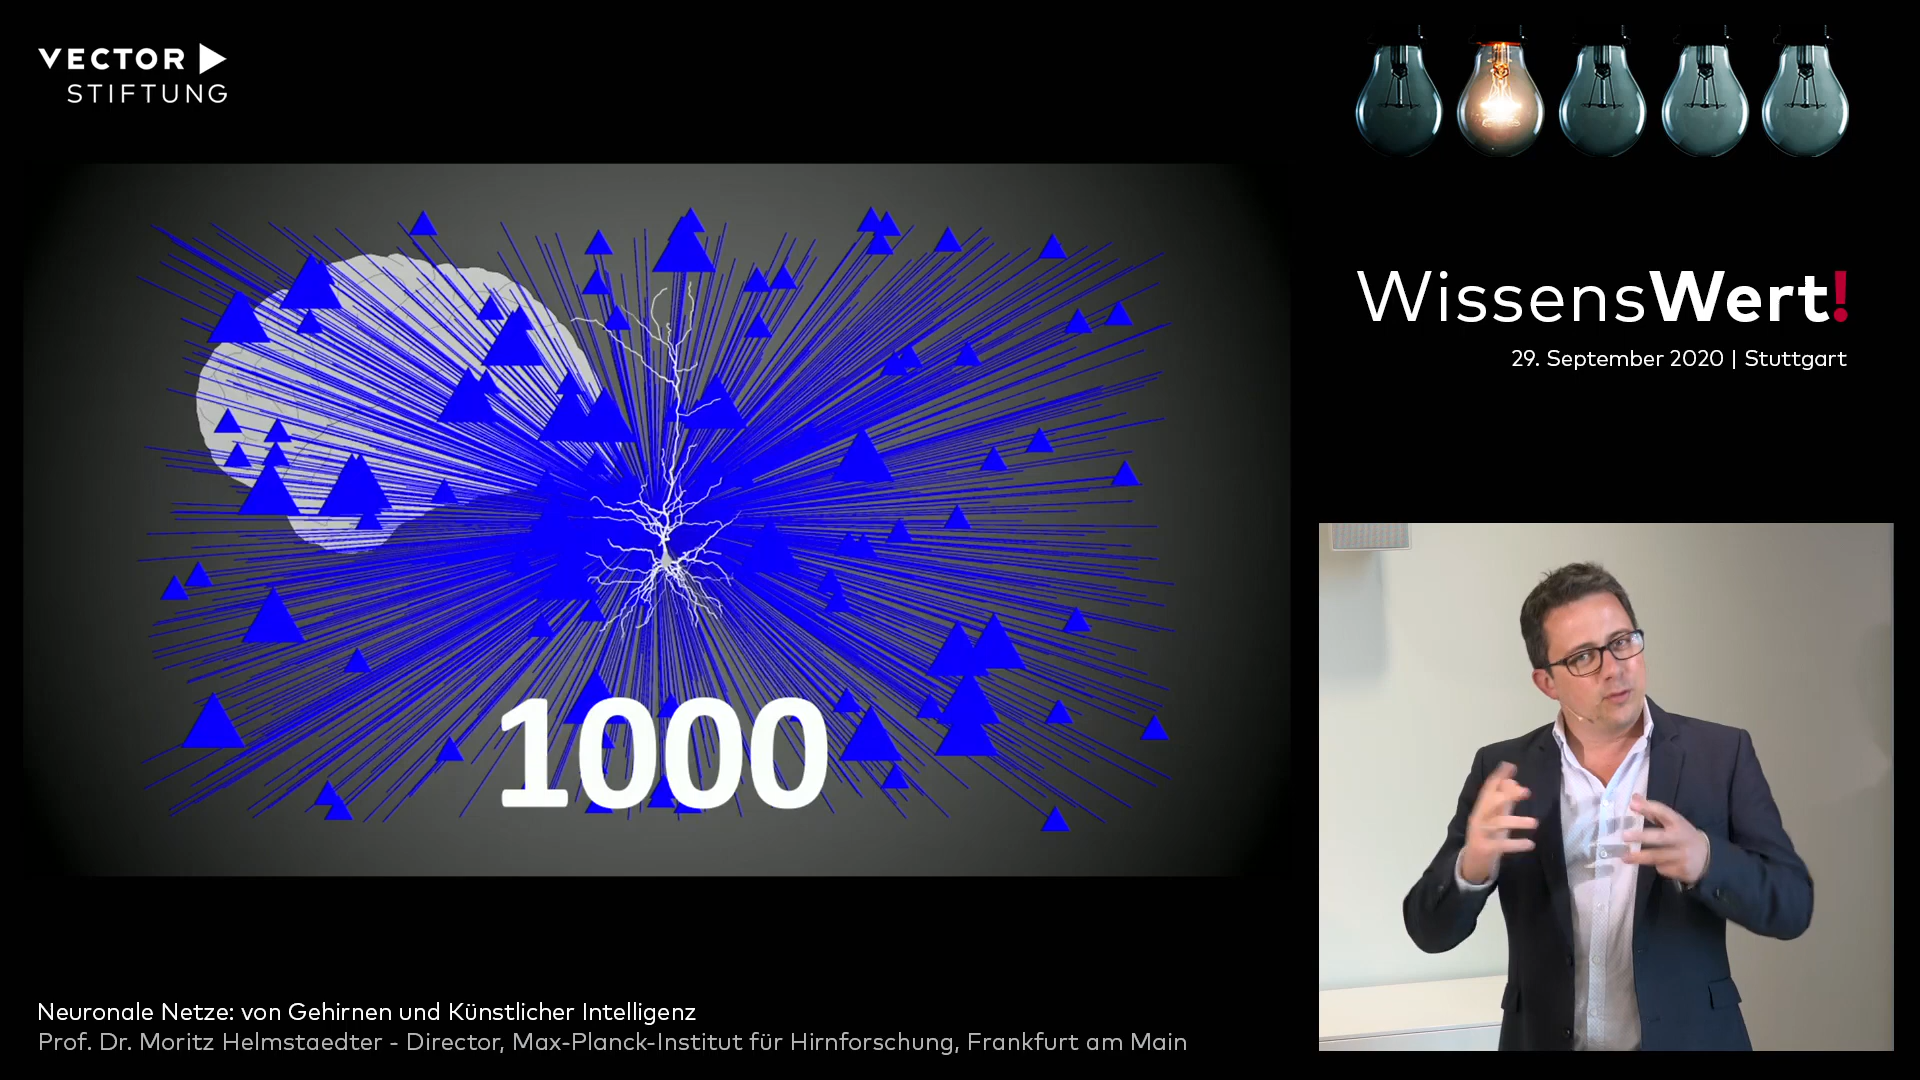 VECTOR
STIFTUNG
WissensWert!
29. September 2020 | Stuttgart
1000
Neuronale Netze: von Gehirnen und Künstlicher Intelligenz
Prof. Dr. Moritz Helmstaedter - Director, Max-Planck-Institut für Hirnforschung, Frankfurt am Main